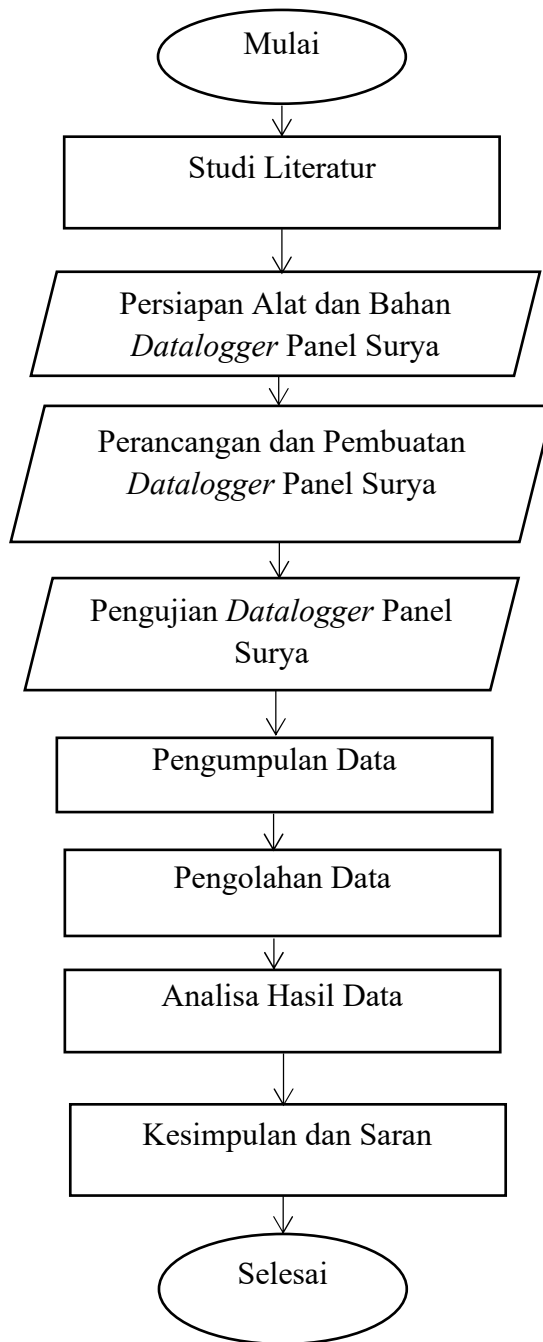 Mulai
Studi Literatur
Persiapan Alat dan Bahan
Datalogger Panel Surya
Perancangan dan Pembuatan
Datalogger Panel Surya
Pengujian Datalogger Panel
Surya
Pengumpulan Data
Pengolahan Data
Analisa Hasil Data
Kesimpulan dan Saran
Selesai